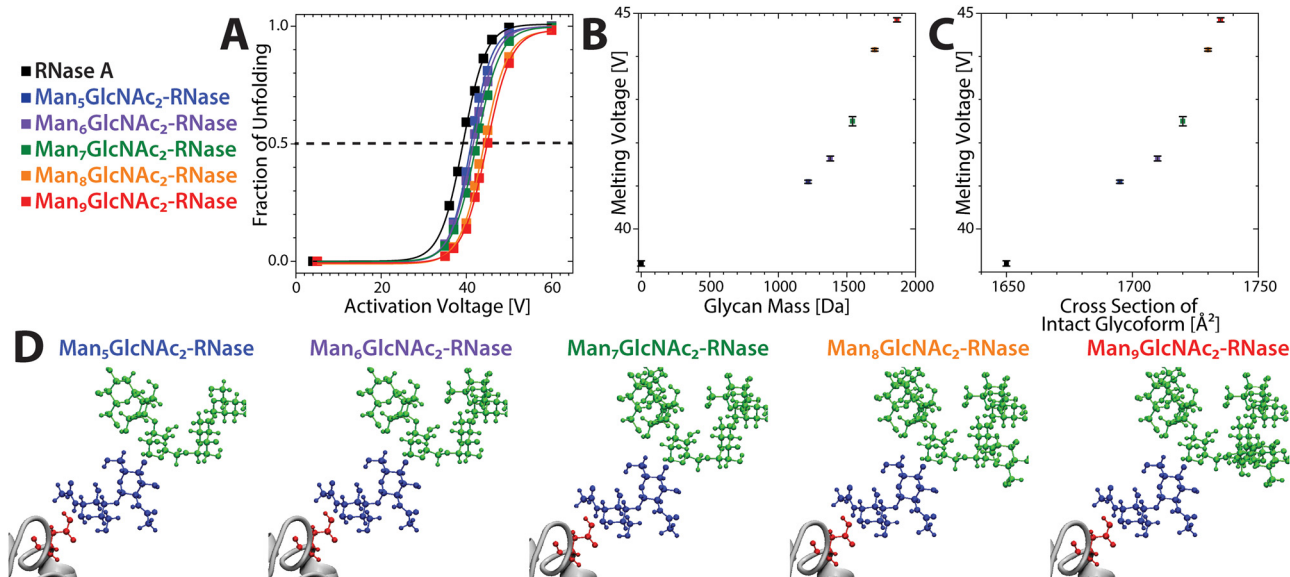 A
B
C
RNase A
Man₅GlcNAc₂-RNase
Man₆GlcNAc₂-RNase
Man₇GlcNAc₂-RNase
Man₈GlcNAc₂-RNase
Man₉GlcNAc₂-RNase
Fraction of Unfolding
1.0
0.5
0.0
0 20 40 60
Activation Voltage [V]
Melting Voltage [V]
45
40
0 500 1000 1500 2000
Glycan Mass [Da]
Melting Voltage [V]
45
40
1650 1700 1750
Cross Section of
Intact Glycoform [Å²]
D
Man₅GlcNAc₂-RNase
Man₆GlcNAc₂-RNase
Man₇GlcNAc₂-RNase
Man₈GlcNAc₂-RNase
Man₉GlcNAc₂-RNase